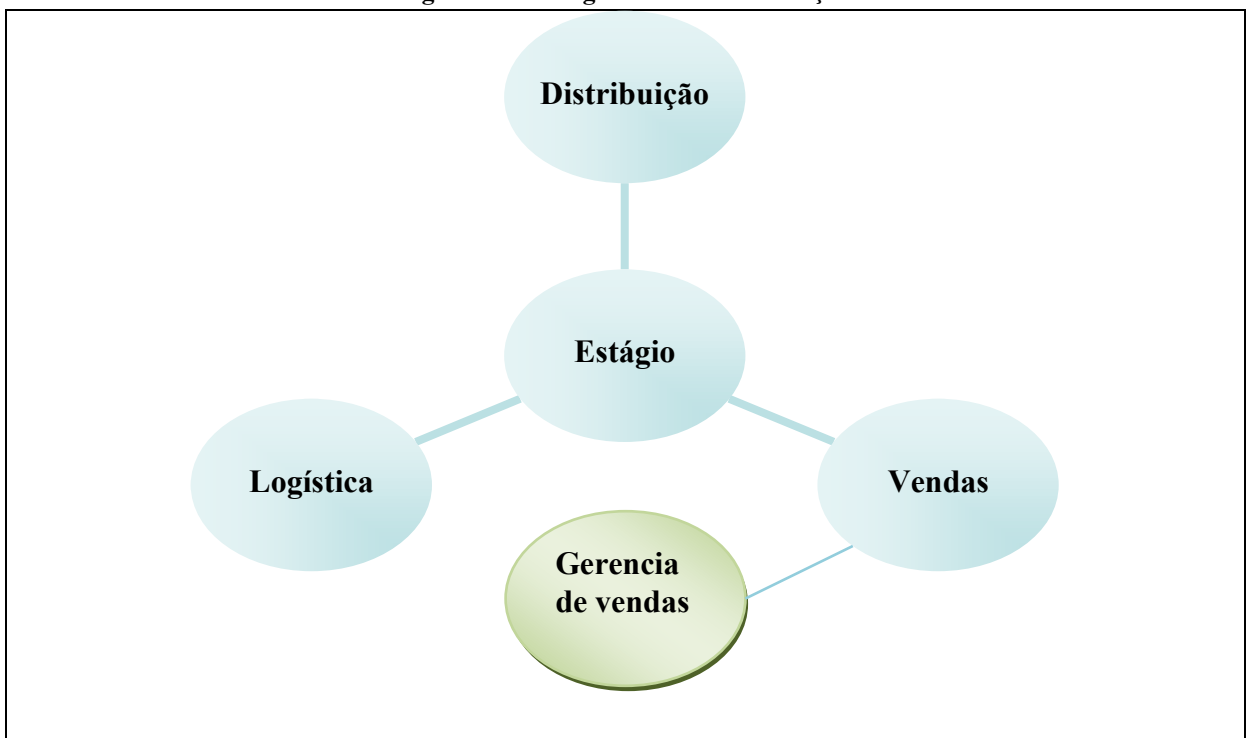 Distribuição
Estágio
Logística
Vendas
Gerencia
de vendas